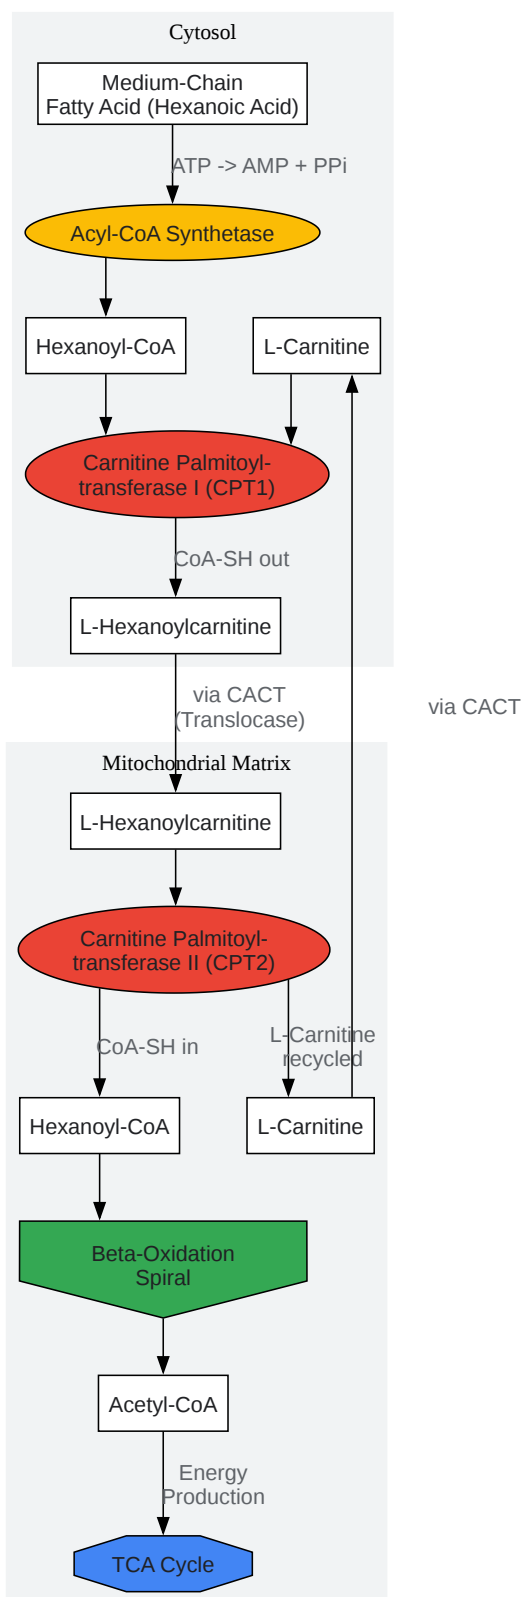 Cytosol
Medium-Chain
Fatty Acid (Hexanoic Acid)
ATP -> AMP + PPi
Acyl-CoA Synthetase
Hexanoyl-CoA
L-Carnitine
Carnitine Palmitoyl-
transferase I (CPT1)
CoA-SH out
L-Hexanoylcarnitine
via CACT
(Translocase)
via CACT
Mitochondrial Matrix
L-Hexanoylcarnitine
Carnitine Palmitoyl-
transferase II (CPT2)
CoA-SH in
L-Carnitine
recycled
Hexanoyl-CoA
L-Carnitine
Beta-Oxidation
Spiral
Acetyl-CoA
Energy
Production
TCA Cycle